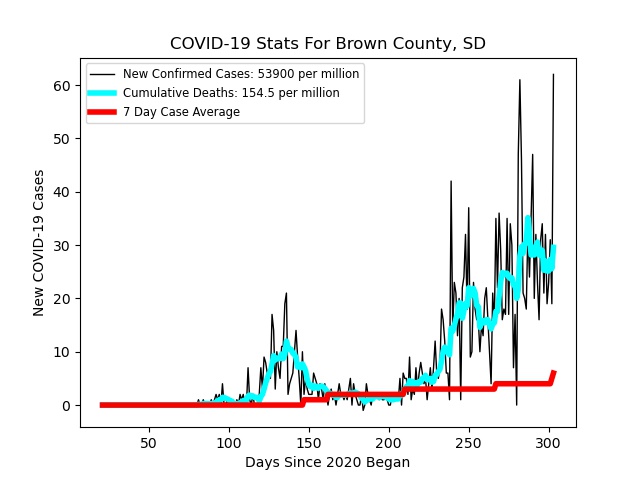 COVID-19 Stats For Brown County, SD
New Confirmed Cases: 53900 per million
Cumulative Deaths: 154.5 per million
7 Day Case Average
New COVID-19 Cases
60
50
40
30
20
10
0
50 100 150 200 250 300
Days Since 2020 Began